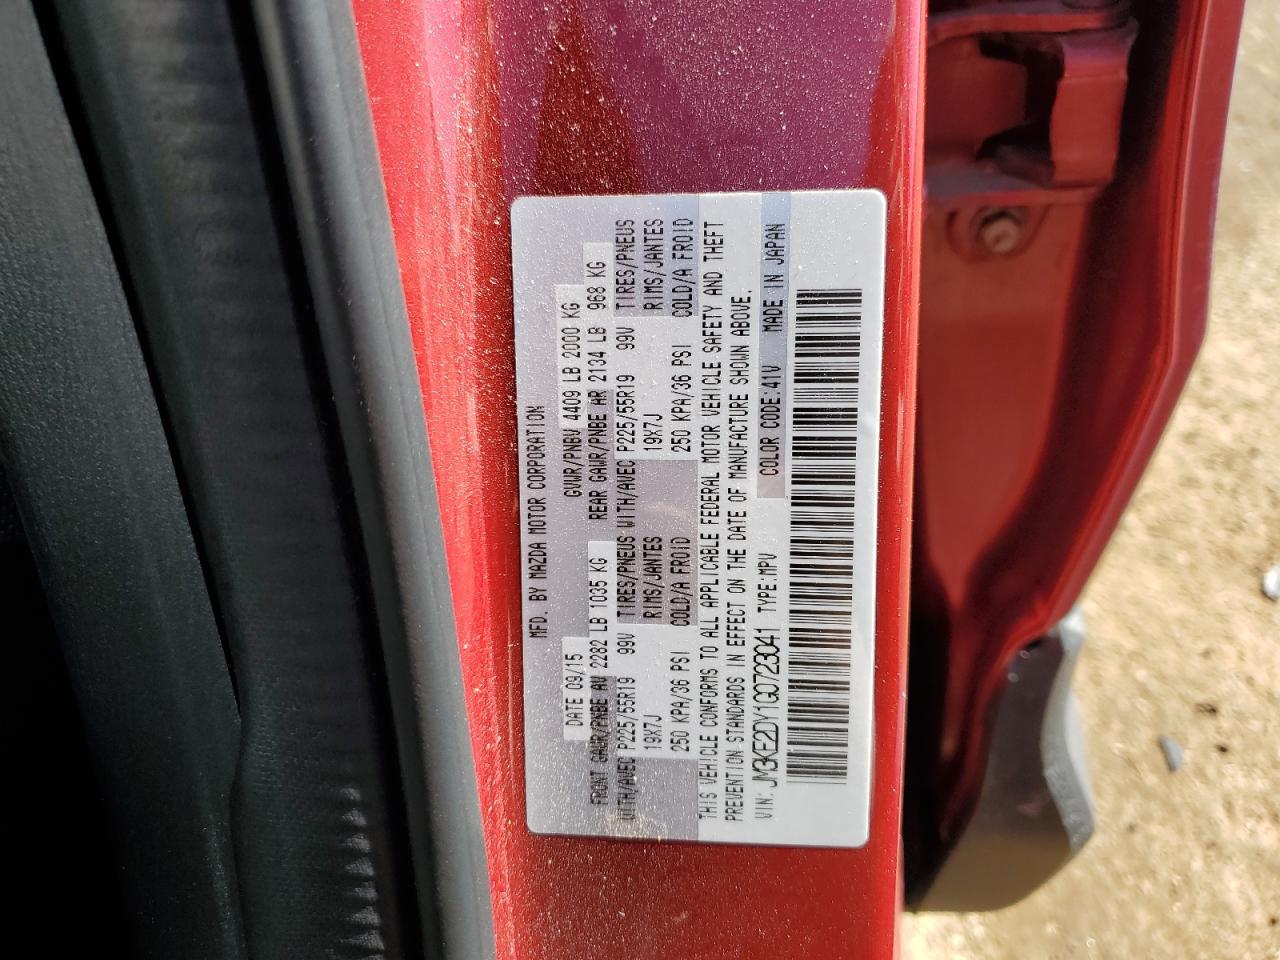 MFD. BY MAZDA MOTOR CORPORATION
DATE 09/15 GVWR/PNBV 4409 LB 2000 KG
FRONT GAWR/PNBE AV 2282 LB 1035 KG REAR GAWR/PNBE AR 2134 LB 968 KG
WITH/AVEC P225/55R19 99V TIRES/PNEUS WITH/AVEC P225/55R19 99V TIRES/PNEUS
19X7J RIMS/JANTES 19X7J RIMS/JANTES
250 KPA/36 PSI COLD/A FROID 250 KPA/36 PSI COLD/A FROID
THIS VEHICLE CONFORMS TO ALL APPLICABLE FEDERAL MOTOR VEHICLE SAFETY AND THEFT
PREVENTION STANDARDS IN EFFECT ON THE DATE OF MANUFACTURE SHOWN ABOVE.
VIN: JM3KE2DY1G0723041 TYPE:MPV COLOR CODE:41V MADE IN JAPAN